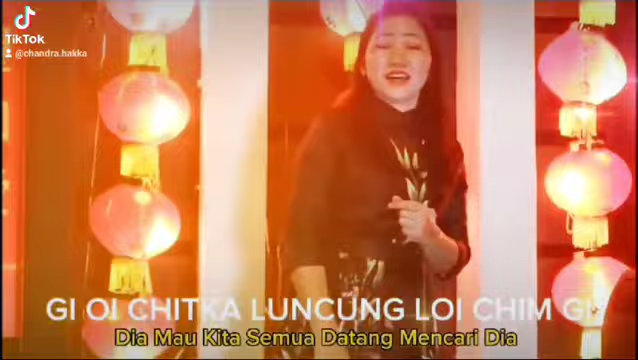 TikTok
@chandra.hakka
GI OI CHITKA LUNCUNG LOI CHIM GI
Dia Mau Kita Semua Datang Mencari Dia